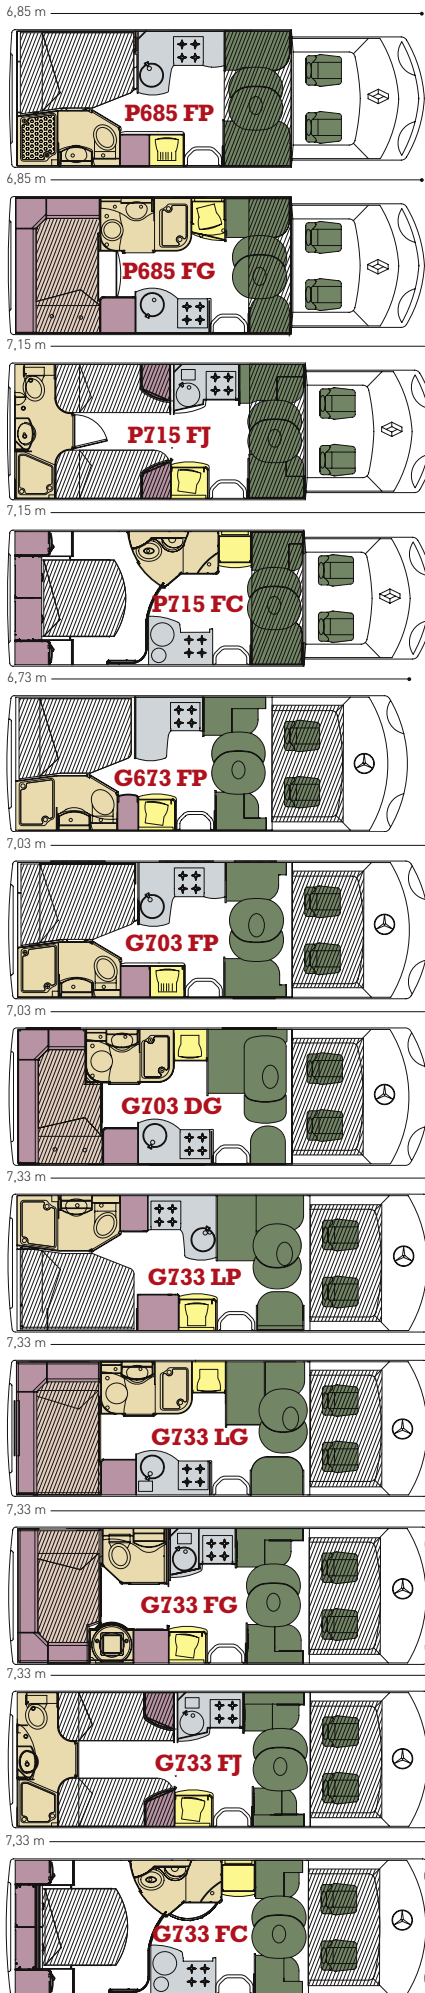 6,85 m
P685 FP
6,85 m
P685 FG
7,15 m
P715 FJ
7,15 m
P715 FC
6,73 m
G673 FP
7,03 m
G703 FP
7,03 m
G703 DG
7,33 m
G733 LP
7,33 m
G733 LG
7,33 m
G733 FG
7,33 m
G733 FJ
7,33 m
G733 FC